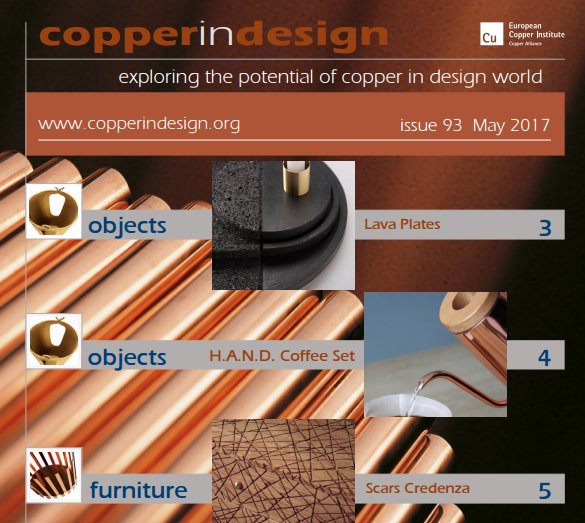 copperindesign
Cu
European
Copper Institute
Copper Alliance
exploring the potential of copper in design world
www.copperindesign.org
issue 93 May 2017
objects
Lava Plates
3
objects
H.A.N.D. Coffee Set
4
furniture
Scars Credenza
5